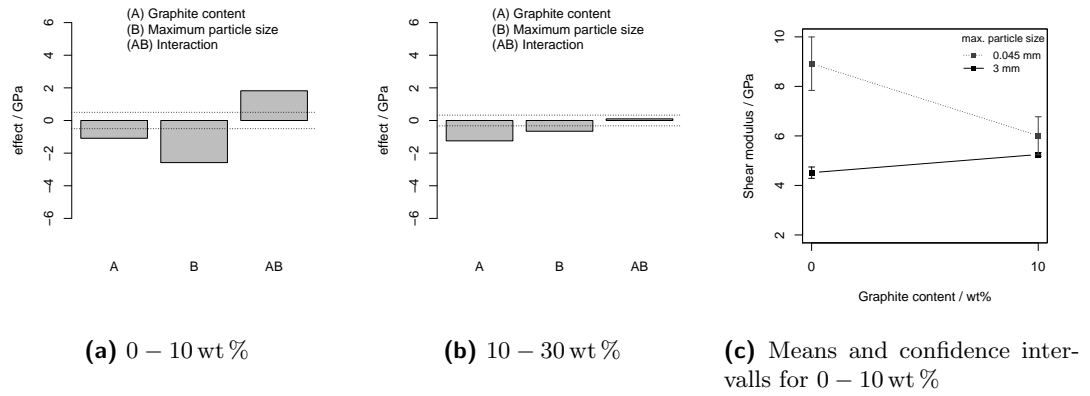 (A) Graphite content
(B) Maximum particle size
(AB) Interaction
effect / GPa
6
4
2
0
−2
−4
−6
A B AB
(a) 0 – 10 wt %
(A) Graphite content
(B) Maximum particle size
(AB) Interaction
effect / GPa
6
4
2
0
−2
−4
−6
A B AB
(b) 10 – 30 wt %
max. particle size
0.045 mm
3 mm
Shear modulus / GPa
10
8
6
4
2
0 10
Graphite content / wt%
(c) Means and confidence inter-
valls for 0 – 10 wt %